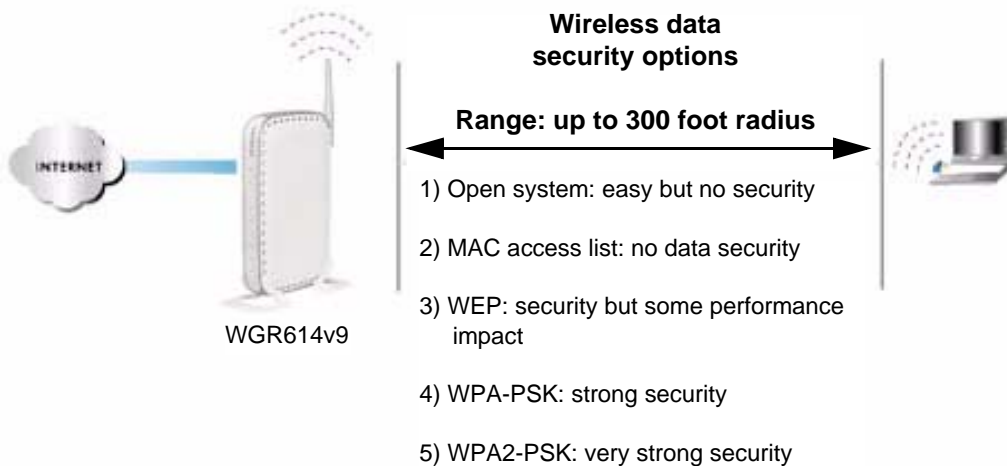 Wireless data
security options
Range: up to 300 foot radius
INTERNET
1) Open system: easy but no security
2) MAC access list: no data security
3) WEP: security but some performance
impact
WGR614v9
4) WPA-PSK: strong security
5) WPA2-PSK: very strong security